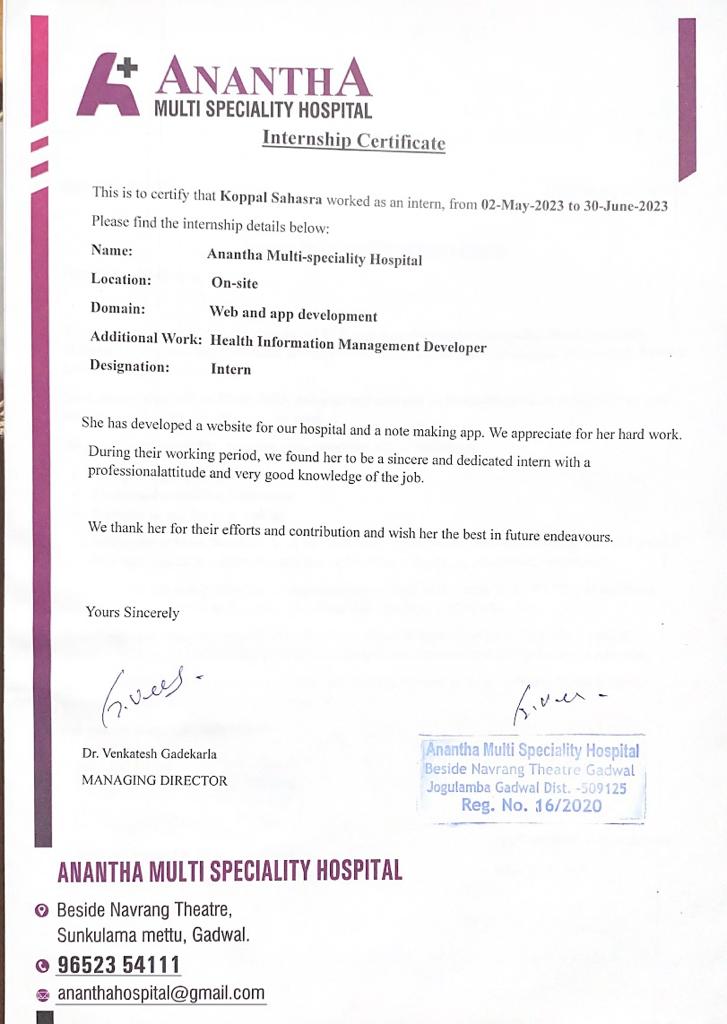 ANANTHA
MULTI SPECIALITY HOSPITAL
Internship Certificate
This is to certify that Koppal Sahasra worked as an intern, from 02-May-2023 to 30-June-2023
Please find the internship details below:
Name: Anantha Multi-speciality Hospital
Location: On-site
Domain: Web and app development
Additional Work: Health Information Management Developer
Designation: Intern
She has developed a website for our hospital and a note making app. We appreciate for her hard work.
During their working period, we found her to be a sincere and dedicated intern with a
professionalattitude and very good knowledge of the job.
We thank her for their efforts and contribution and wish her the best in future endeavours.
Yours Sincerely
Dr. Venkatesh Gadekarla
MANAGING DIRECTOR
Anantha Multi Speciality Hospital
Beside Navrang Theatre Gadwal
Jogulamba Gadwal Dist. -509125
Reg. No. 16/2020
ANANTHA MULTI SPECIALITY HOSPITAL
Beside Navrang Theatre,
Sunkulama mettu, Gadwal.
96523 54111
ananthahospital@gmail.com